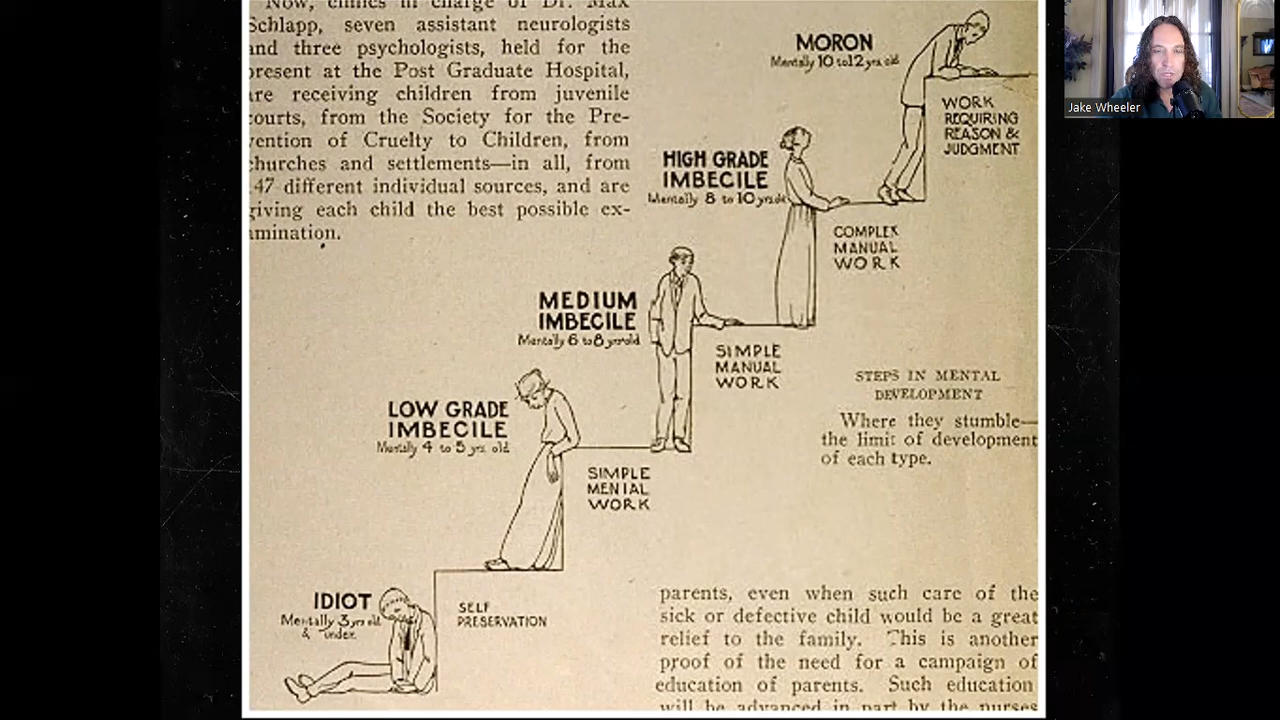 Now, clinics in charge of Dr. Max
Schlapp, seven assistant neurologists
and three psychologists, held for the
present at the Post Graduate Hospital,
are receiving children from juvenile
courts, from the Society for the Pre-
vention of Cruelty to Children, from
churches and settlements—in all, from
47 different individual sources, and are
giving each child the best possible ex-
amination.
MORON
Mentally 10 to 12 yrs old
WORK
REQUIRING
REASON &
JUDGMENT
HIGH GRADE
IMBECILE
Mentally 8 to 10 yrs old
COMPLEX
MANUAL
WORK
MEDIUM
IMBECILE
Mentally 6 to 8 yrs old
SIMPLE
MANUAL
WORK
LOW GRADE
IMBECILE
Mentally 4 to 5 yrs. old
SIMPLE
MENIAL
WORK
IDIOT
Mentally 3 yrs old
& under.
SELF
PRESERVATION
STEPS IN MENTAL
DEVELOPMENT
Where they stumble—
the limit of development
of each type.
parents, even when such care of the
sick or defective child would be a great
relief to the family. This is another
proof of the need for a campaign of
education of parents. Such education
will be advanced in part by the nurses
Jake Wheeler